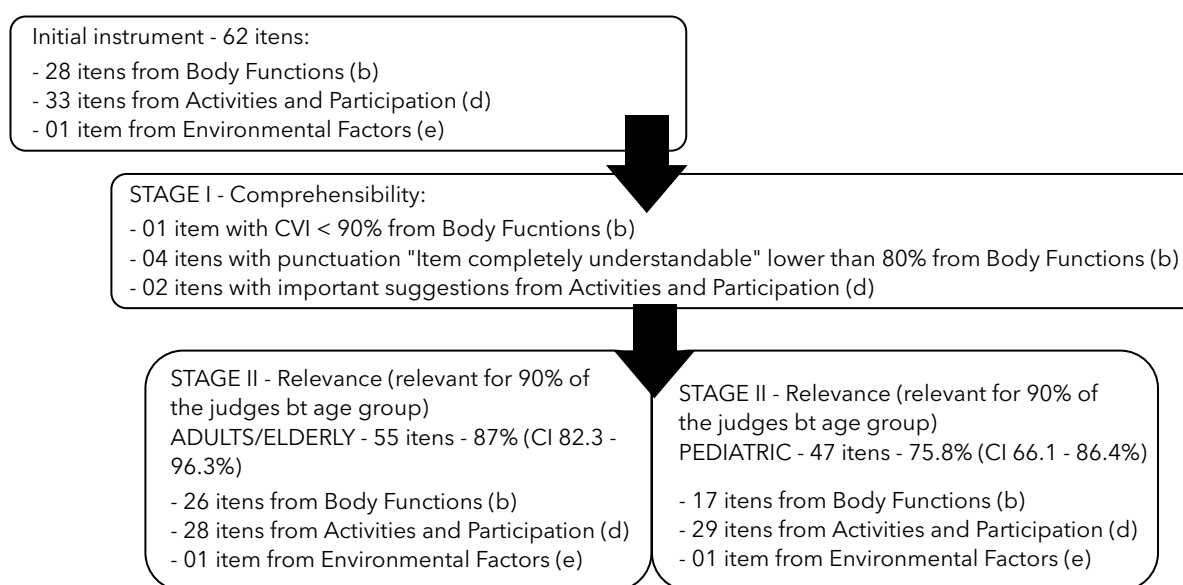 Initial instrument - 62 itens:
- 28 itens from Body Functions (b)
- 33 itens from Activities and Participation (d)
- 01 item from Environmental Factors (e)
STAGE I - Comprehensibility:
- 01 item with CVI < 90% from Body Fucntions (b)
- 04 items with punctuation "Item completely understandable" lower than 80% from Body Functions (b)
- 02 itens with important suggestions from Activities and Participation (d)
STAGE II - Relevance (relevant for 90% of
the judges bt age group)
ADULTS/ELDERLY - 55 itens - 87% (CI 82.3 -
96.3%)
- 26 itens from Body Functions (b)
- 28 itens from Activities and Participation (d)
- 01 item from Environmental Factors (e)
STAGE II - Relevance (relevant for 90% of
the judges bt age group)
PEDIATRIC - 47 itens - 75.8% (CI 66.1 - 86.4%)
- 17 itens from Body Functions (b)
- 29 itens from Activities and Participation (d)
- 01 item from Environmental Factors (e)